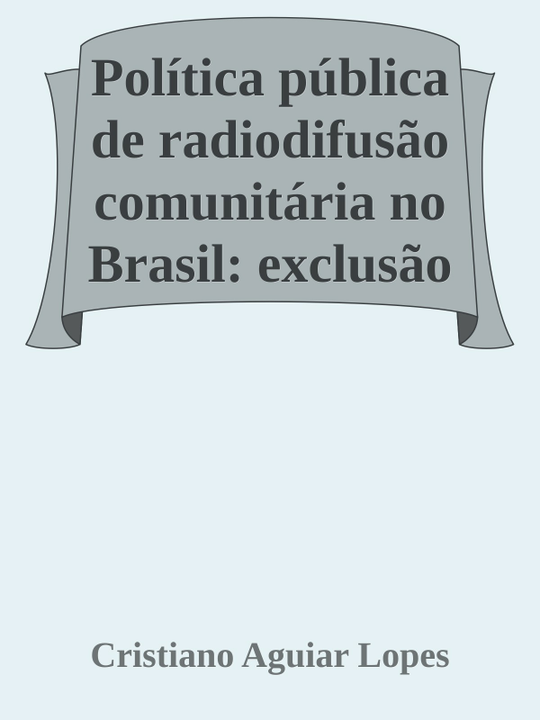 Política pública
de radiodifusão
comunitária no
Brasil: exclusão
Cristiano Aguiar Lopes